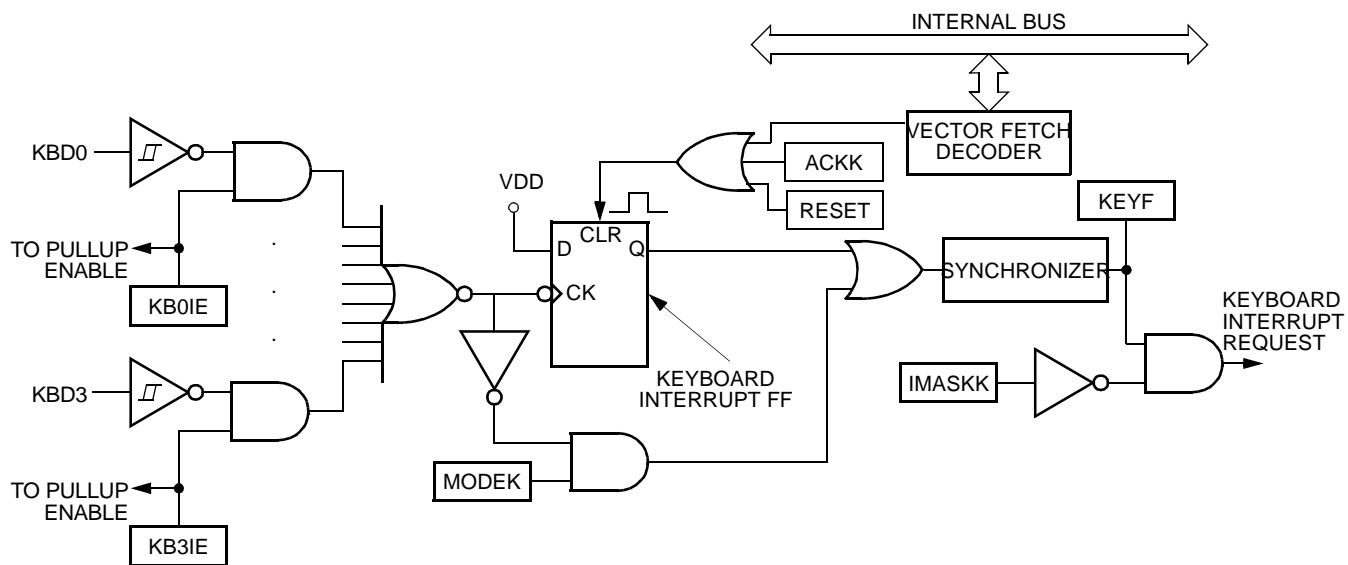 INTERNAL BUS
VECTOR FETCH
DECODER
KBD0
ACKK
VDD
RESET
KEYF
TO PULLUP
ENABLE
CLR
D
Q
SYNCHRONIZER
KB0IE
CK
KEYBOARD
INTERRUPT
REQUEST
KBD3
KEYBOARD
INTERRUPT FF
IMASKK
MODEK
TO PULLUP
ENABLE
KB3IE